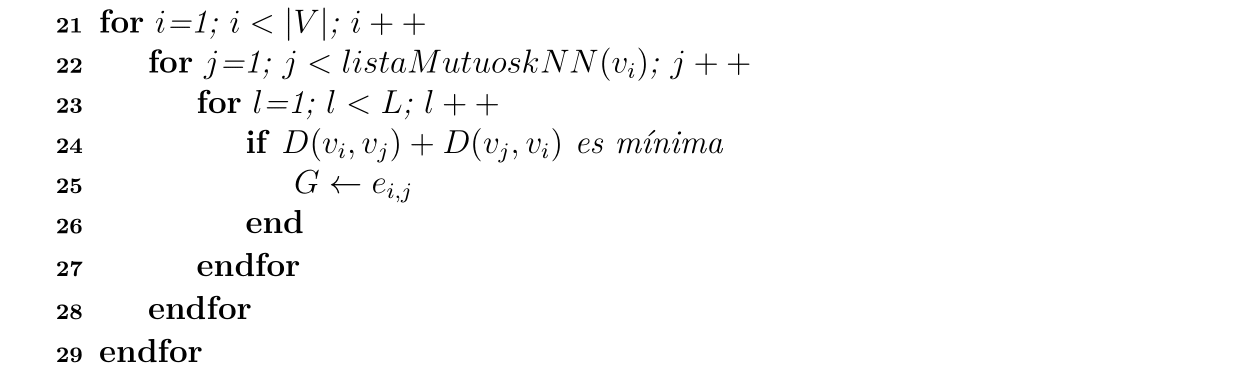 21 for i=1; i < |V|; i + +
22 for j=1; j < listaMutuoskNN(v_i); j + +
23 for l=1; l < L; l + +
24 if D(v_i, v_j) + D(v_j, v_i) es mínima
25 G ← e_{i,j}
26 end
27 endfor
28 endfor
29 endfor